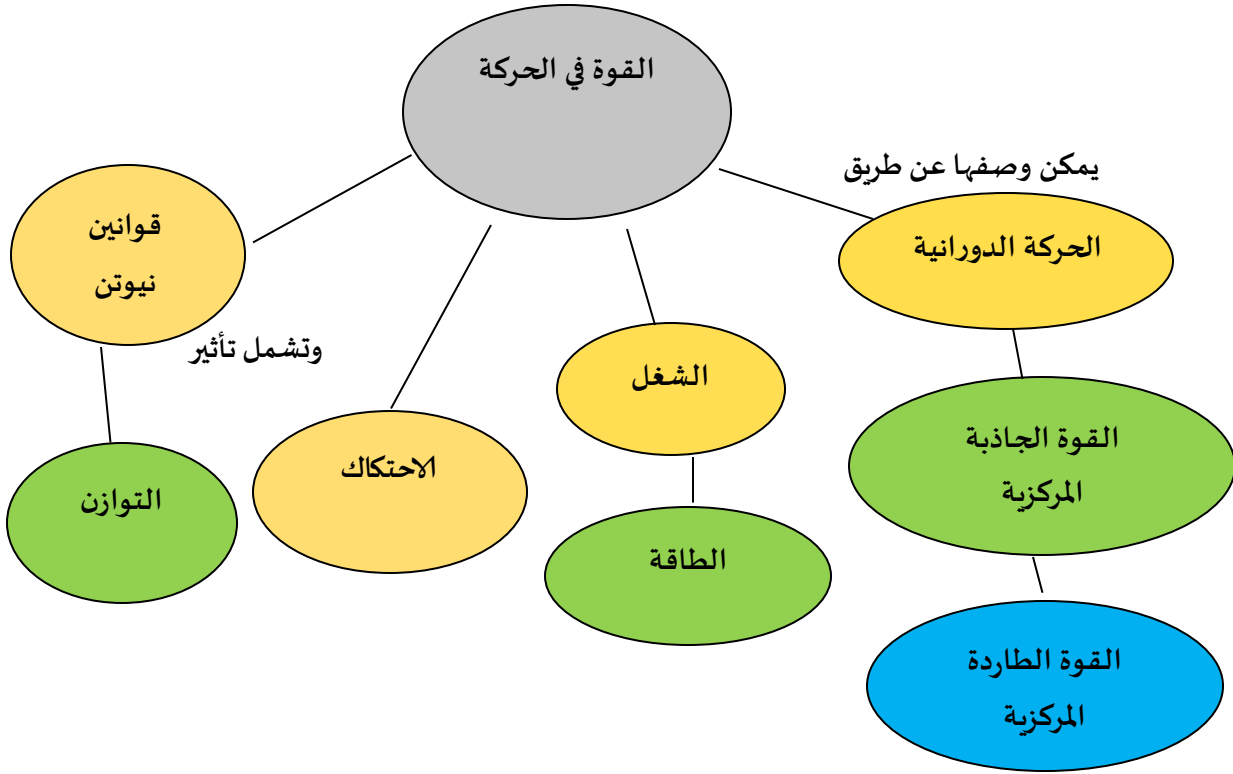 القوة في الحركة
يمكن وصفها عن طريق
الحركة الدورانية
قوانين
نيوتن
وتشمل تأثير
الشغل
الاحتكاك
القوة الجاذبة
المركزية
التوازن
الطاقة
القوة الطاردة
المركزية